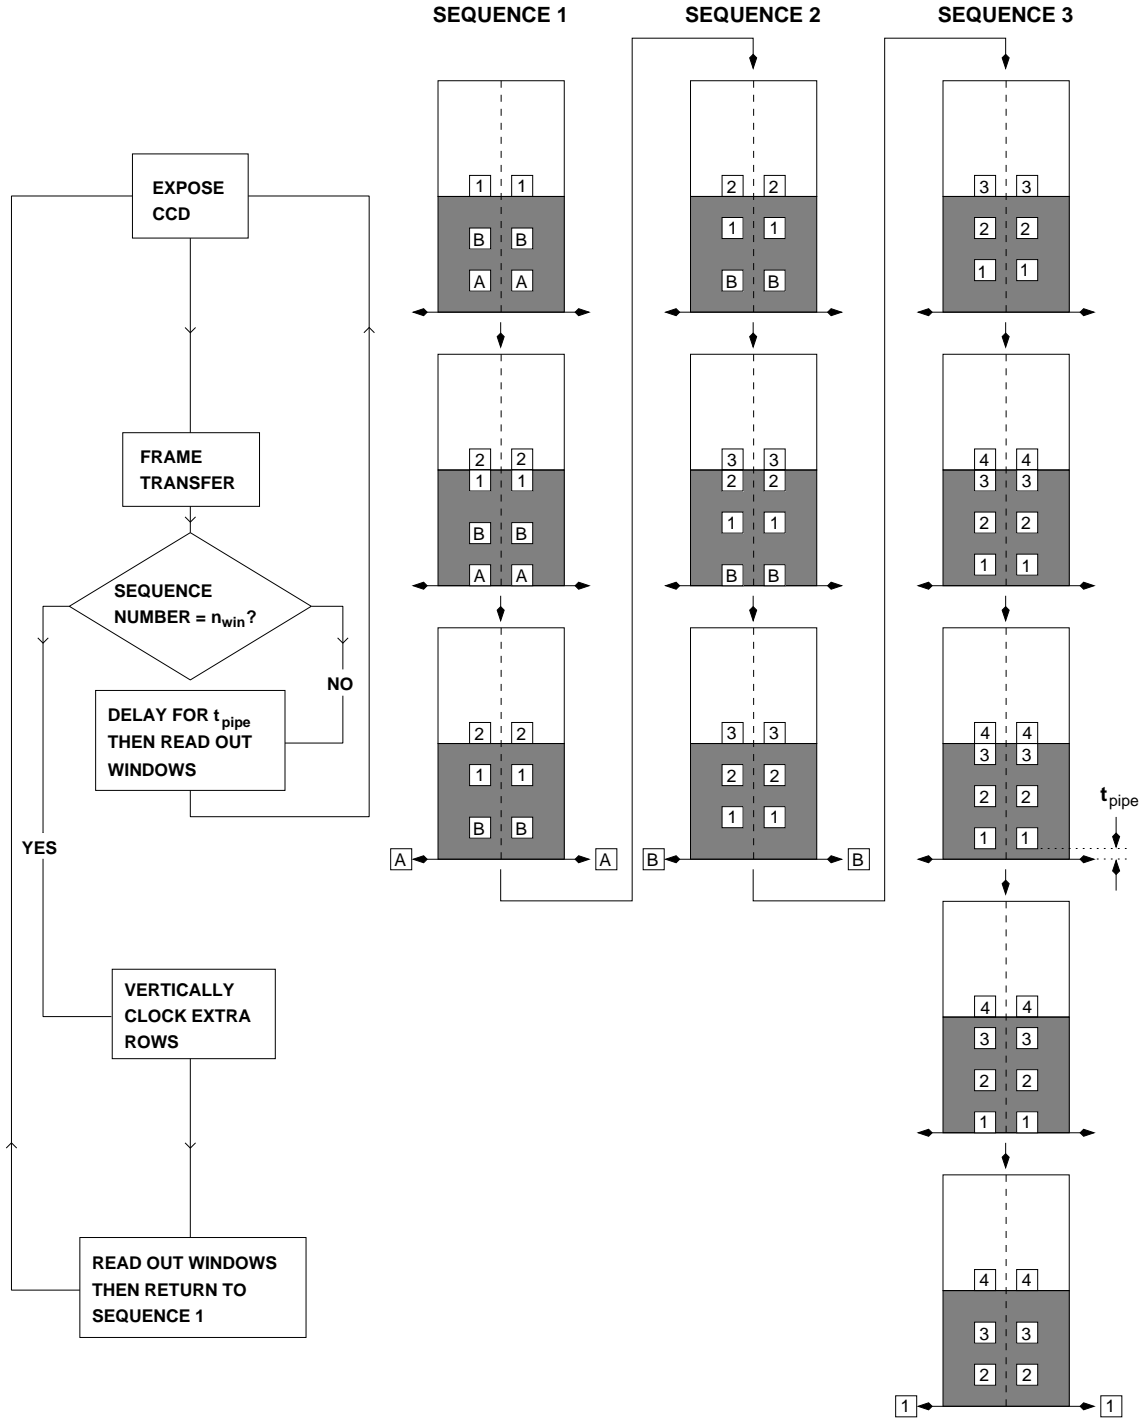 SEQUENCE 1 SEQUENCE 2 SEQUENCE 3
EXPOSE
CCD
FRAME
TRANSFER
SEQUENCE
NUMBER = nwin?
NO
DELAY FOR tpipe
THEN READ OUT
WINDOWS
YES
VERTICALLY
CLOCK EXTRA
ROWS
READ OUT WINDOWS
THEN RETURN TO
SEQUENCE 1
1 1
B B
A A
2 2
1 1
B B
A A
2 2
1 1
B B
A A
2 2
1 1
B B
3 3
2 2
1 1
B B
3 3
2 2
1 1
B B
3 3
2 2
1 1
4 4
3 3
2 2
1 1
4 4
3 3
2 2
1 1
tpipe
4 4
3 3
2 2
1 1
4 4
3 3
2 2
1 1